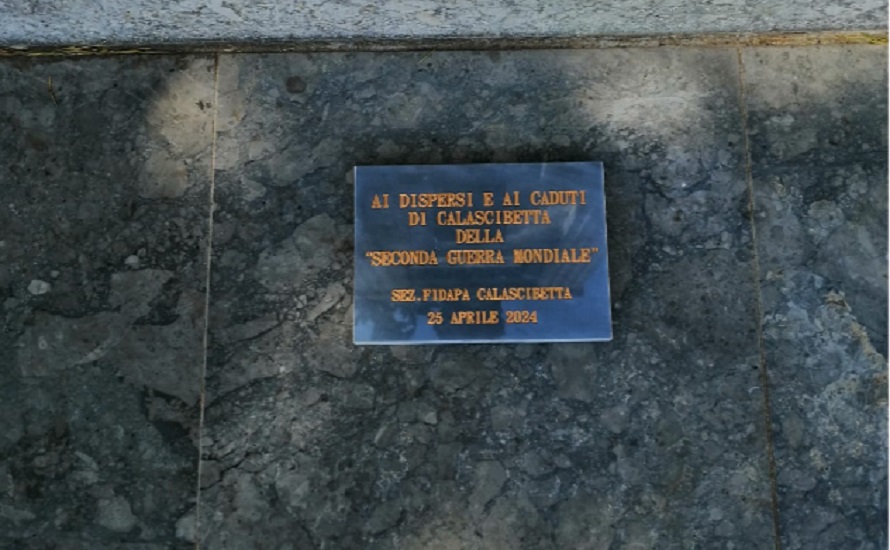 AI DISPERSI E AI CADUTI
DI CALASCIBETTA
DELLA
"SECONDA GUERRA MONDIALE"
SEZ.FIDAPA CALASCIBETTA
25 APRILE 2024